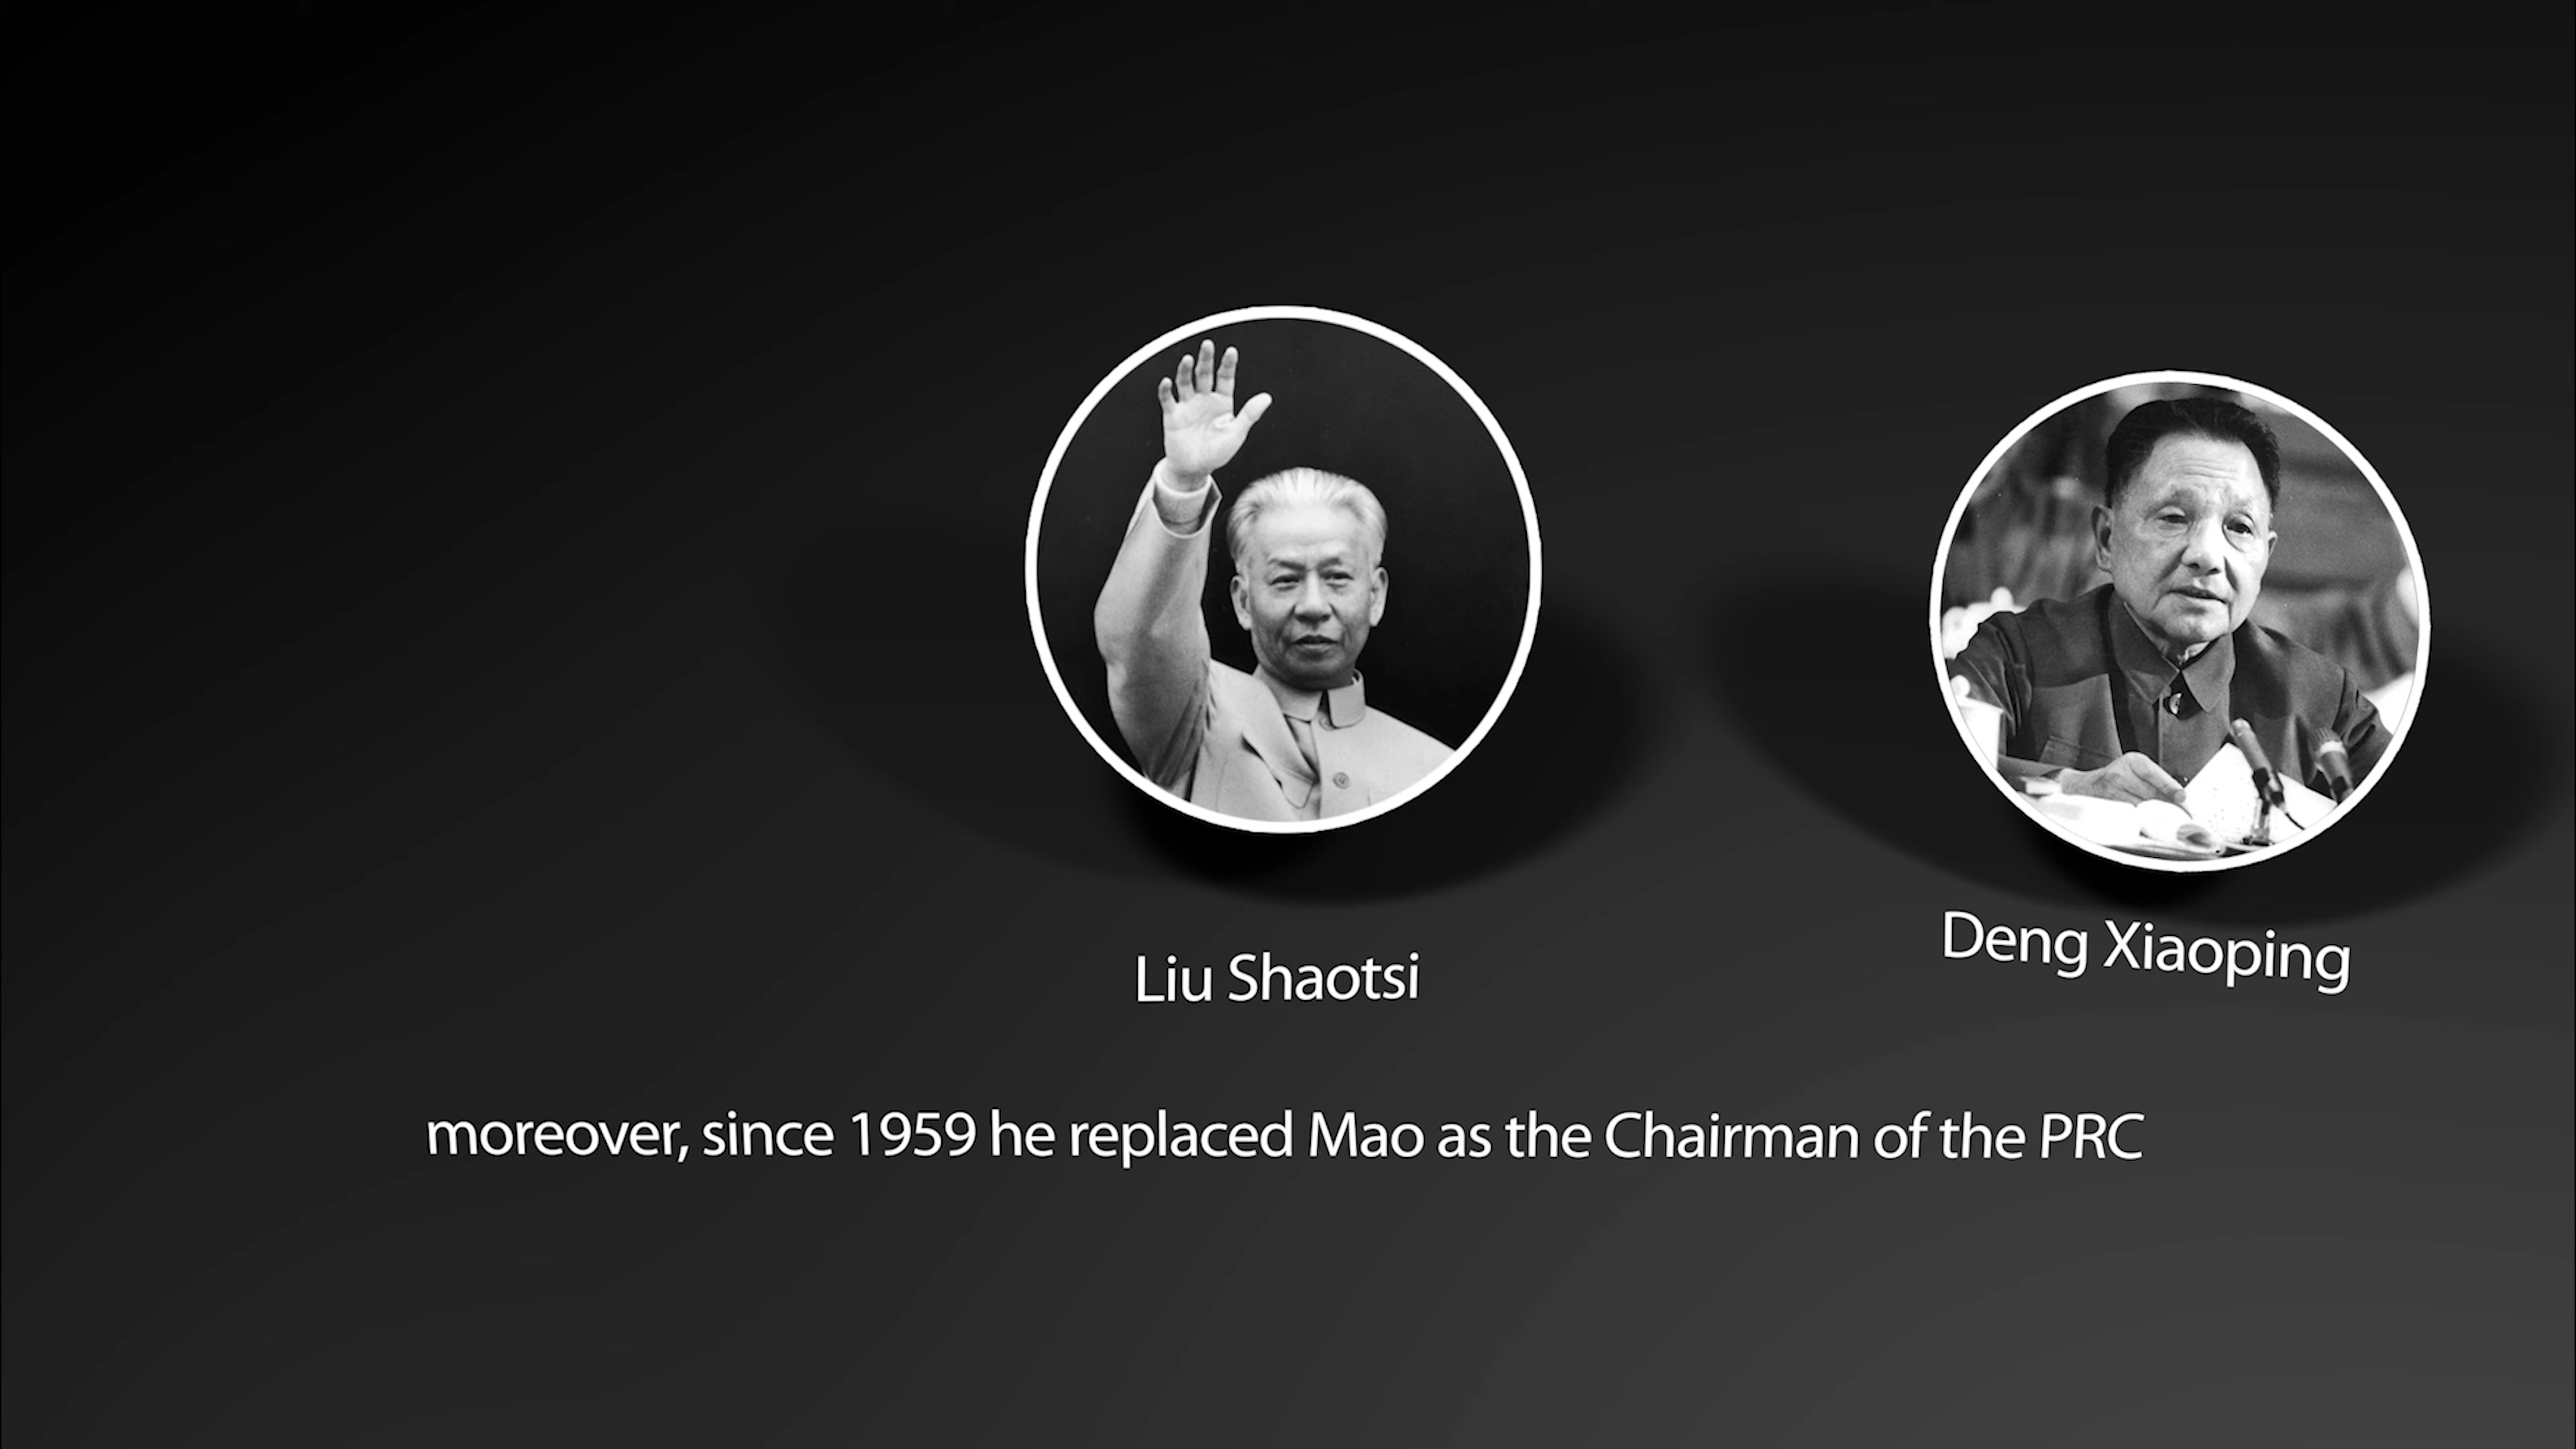 Liu Shaotsi
Deng Xiaoping
moreover, since 1959 he replaced Mao as the Chairman of the PRC